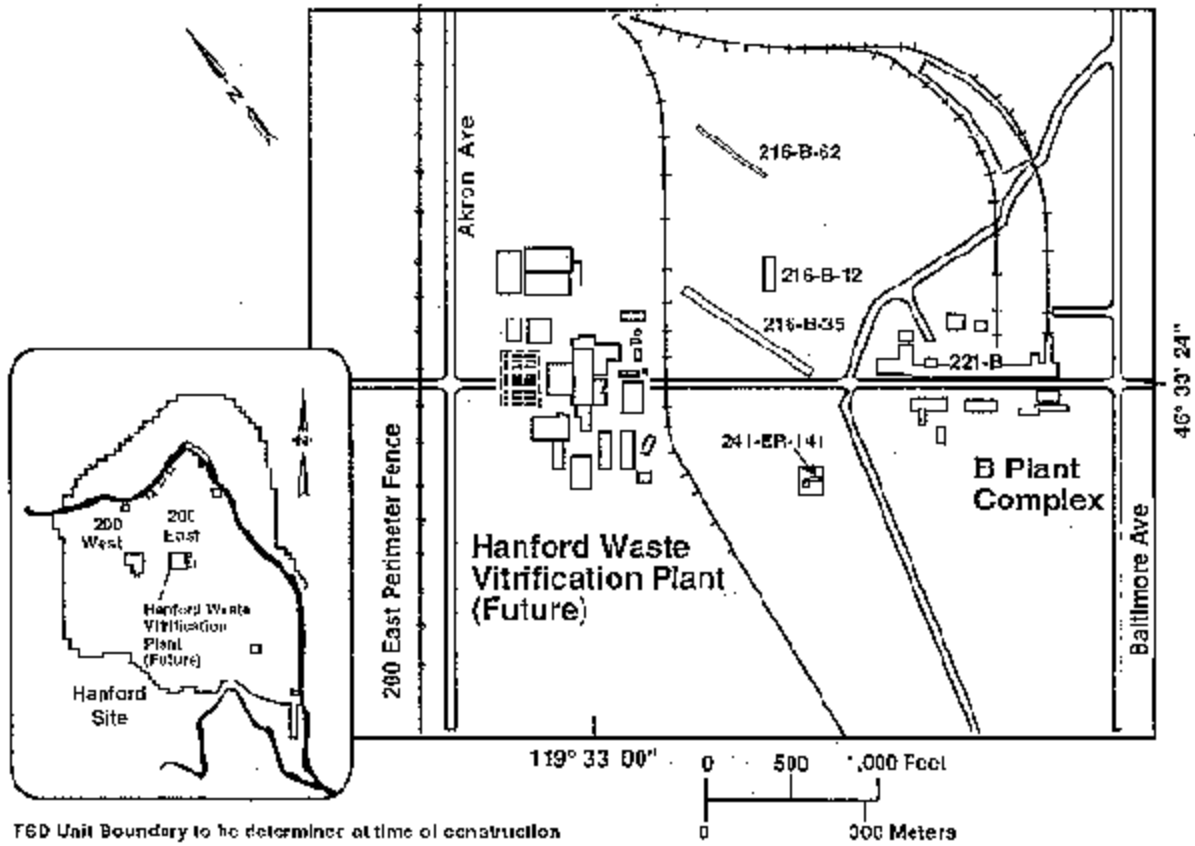 N
Akron Ave
216-B-62
216-B-12
216-B-35
221-B
46° 33' 24"
241-ER-141
B Plant
Complex
Hanford Waste
Vitrification Plant
(Future)
200 East Perimeter Fence
Baltimore Ave
N
200
West
200
East
Hanford Waste
Vitrification
Plant
(Future)
Hanford
Site
119° 33' 00"
0 500 1,000 Feet
0 300 Meters
TSD Unit Boundary to be determined at time of construction